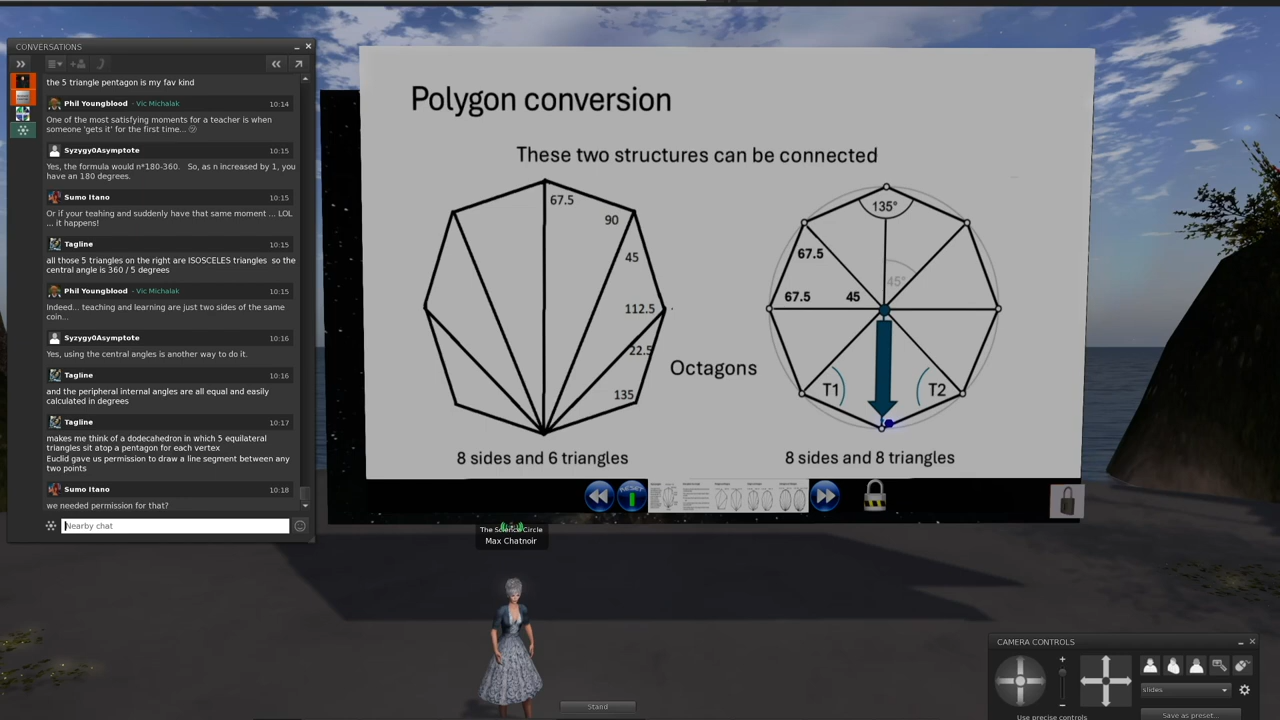 CONVERSATIONS
the 5 triangle pentagon is my fav kind
Phil Youngblood - Vic Michalak 10:14
One of the most satisfying moments for a teacher is when
someone 'gets it' for the first time...
Syzygy0Asymptote 10:15
Yes, the formula would n*180-360. So, as n increased by 1, you
have an 180 degrees.
Sumo Itano 10:15
Or if your teahing and suddenly have that same moment ... LOL
... it happens!
Tagline 10:15
all those 5 triangles on the right are ISOSCELES triangles so the
central angle is 360 / 5 degrees
Phil Youngblood - Vic Michalak 10:15
Indeed... teaching and learning are just two sides of the same
coin...
Syzygy0Asymptote 10:16
Yes, using the central angles is another way to do it.
Tagline 10:16
and the peripheral internal angles are all equal and easily
calculated in degrees
Tagline 10:17
makes me think of a dodecahedron in which 5 equilateral
triangles sit atop a pentagon for each vertex
Euclid gave us permission to draw a line segment between any
two points
Sumo Itano 10:18
we needed permission for that?
Nearby chat
Polygon conversion
These two structures can be connected
67.5
90
45
112.5
22.5
135
8 sides and 6 triangles
Octagons
135°
45°
67.5
67.5 45
T1 T2
8 sides and 8 triangles
The Science Circle
Max Chatnoir
Stand
CAMERA CONTROLS
slides
Use precise controls
Save as preset...